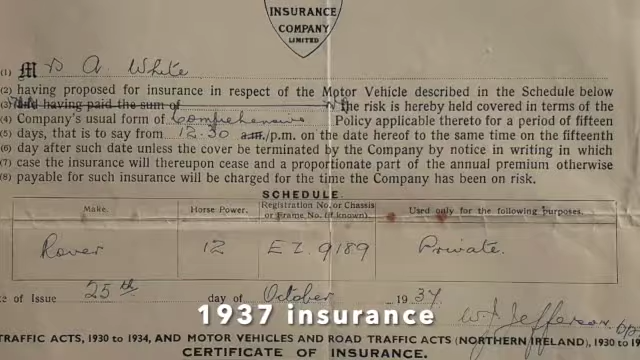 INSURANCE
COMPANY
LIMITED
(1) Mrs A. White
(2) having proposed for insurance in respect of the Motor Vehicle described in the Schedule below
(3) and having paid the sum of the risk is hereby held covered in terms of the
(4) Company's usual form of Comprehensive Policy applicable thereto for a period of fifteen
(5) days, that is to say from 12.30 a.m./p.m. on the date hereof to the same time on the fifteenth
(6) day after such date unless the cover be terminated by the Company by notice in writing in which
(7) case the insurance will thereupon cease and a proportionate part of the annual premium otherwise
(8) payable for such insurance will be charged for the time the Company has been on risk.
SCHEDULE.
Make. Horse Power. Registration No. or Chassis or Frame No. (if known). Used only for the following purposes.
Rover 12 EZ. 9189 Private.
te of Issue 25th day of October 1937
W. J. Jefferson
TRAFFIC ACTS, 1930 to 1934, AND MOTOR VEHICLES AND ROAD TRAFFIC ACTS (NORTHERN IRELAND), 1930 to 19
CERTIFICATE OF INSURANCE.
1937 insurance